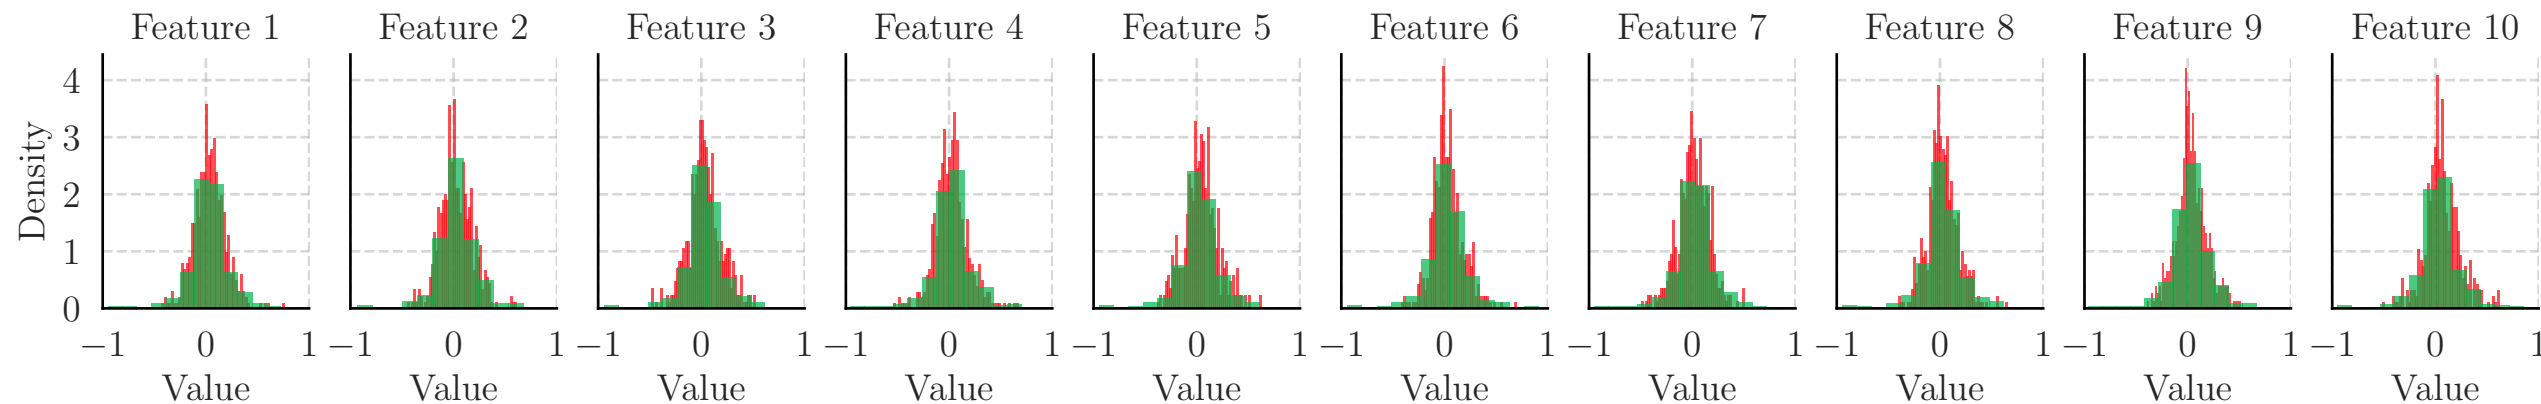 Feature 1 Feature 2 Feature 3 Feature 4 Feature 5 Feature 6 Feature 7 Feature 8 Feature 9 Feature 10
4
3
2
1
0
Density
−1 0 1 −1 0 1 −1 0 1 −1 0 1 −1 0 1 −1 0 1 −1 0 1 −1 0 1 −1 0 1 −1 0 1
Value Value Value Value Value Value Value Value Value Value